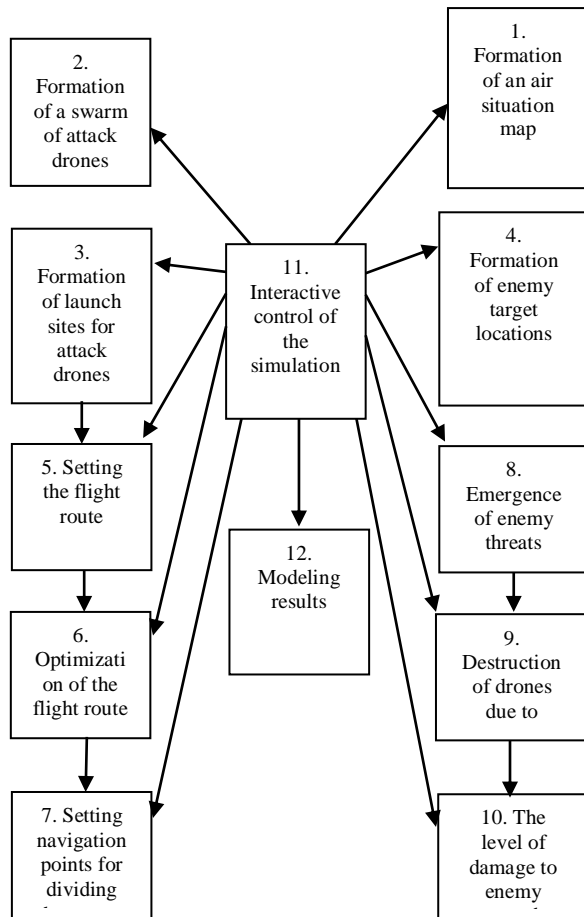 1.
Formation
of an air
situation
map
2.
Formation
of a swarm
of attack
drones
3.
Formation
of launch
sites for
attack
drones
4.
Formation
of enemy
target
locations
11.
Interactive
control of
the
simulation
5. Setting
the flight
route
8.
Emergence
of enemy
threats
12.
Modeling
results
6.
Optimizati
on of the
flight route
9.
Destruction
of drones
due to
7. Setting
navigation
points for
dividing
10. The
level of
damage to
enemy